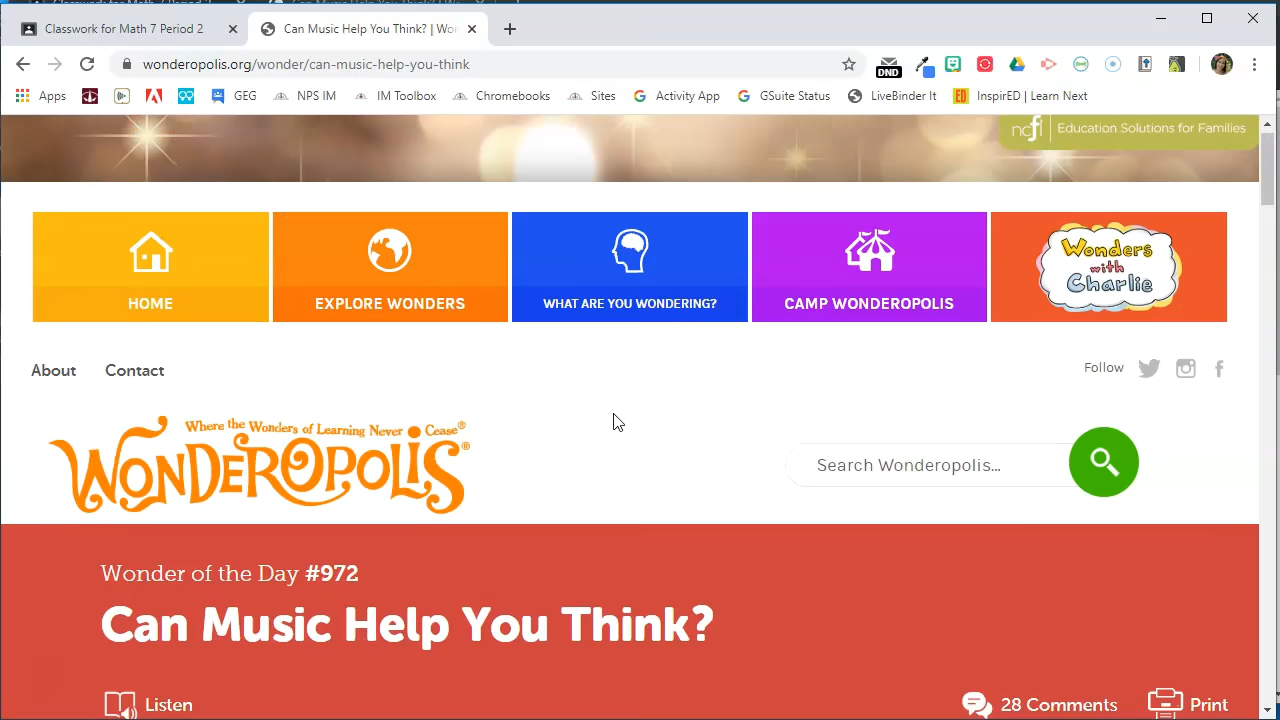 Classwork for Math 7 Period 2
Can Music Help You Think? | Wo
wonderopolis.org/wonder/can-music-help-you-think
DND
Apps
GEG
NPS IM
IM Toolbox
Chromebooks
Sites
Activity App
GSuite Status
LiveBinder It
ED
InspirED | Learn Next
ncfl
Education Solutions for Families
HOME
EXPLORE WONDERS
WHAT ARE YOU WONDERING?
CAMP WONDEROPOLIS
Wonders
with
Charlie
About
Contact
Follow
Where the Wonders of Learning Never Cease®
WONDEROPOLIS®
Search Wonderopolis...
Wonder of the Day #972
Can Music Help You Think?
Listen
28 Comments
Print